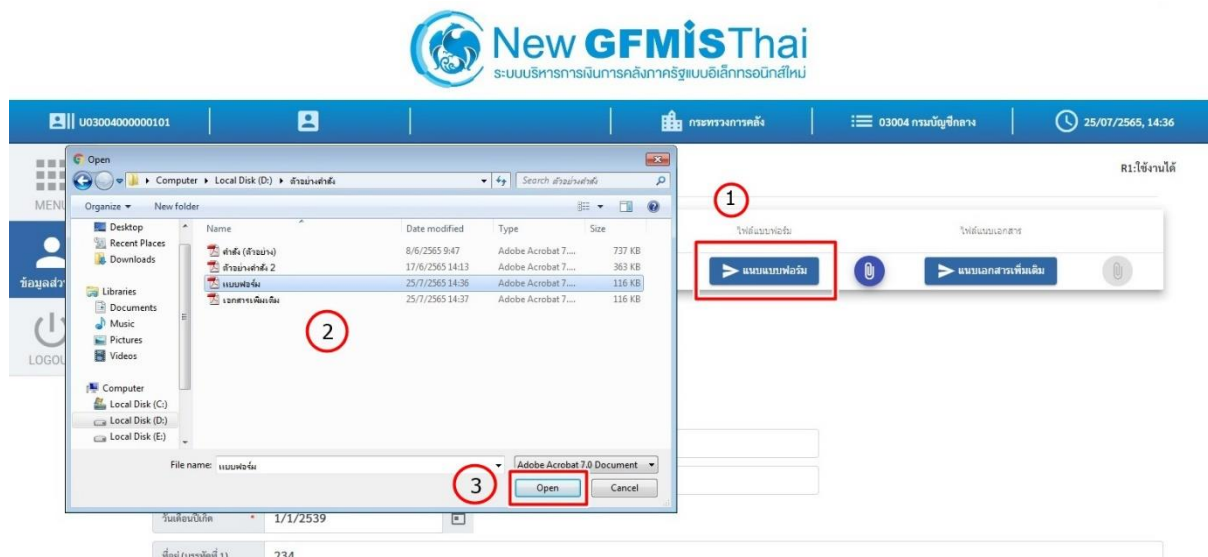 New GFMISThai
ระบบบริหารการเงินการคลังภาครัฐแบบอิเล็กทรอนิกส์ใหม่
U03004000000101
กระทรวงการคลัง
03004 กรมบัญชีกลาง
25/07/2565, 14:36
R1:ใช้งานได้
MENU
ข้อมูลส่ว
LOGOU
Open
Computer Local Disk (D:) ตัวอย่างคำสั่ง
Search ตัวอย่างคำสั่ง
Organize New folder
Desktop
Recent Places
Downloads
Libraries
Documents
Music
Pictures
Videos
Computer
Local Disk (C:)
Local Disk (D:)
Local Disk (E:)
Name Date modified Type Size
คำสั่ง (ตัวอย่าง) 8/6/2565 9:47 Adobe Acrobat 7.... 737 KB
ตัวอย่างคำสั่ง 2 17/6/2565 14:13 Adobe Acrobat 7.... 363 KB
แบบฟอร์ม 25/7/2565 14:36 Adobe Acrobat 7.... 116 KB
เอกสารเพิ่มเติม 25/7/2565 14:37 Adobe Acrobat 7.... 116 KB
2
File name: แบบฟอร์ม
Adobe Acrobat 7.0 Document
3
Open Cancel
1
ไฟล์แบบฟอร์ม ไฟล์แนบเอกสาร
แนบแบบฟอร์ม แนบเอกสารเพิ่มเติม
วันเดือนปีเกิด * 1/1/2539
ที่อยู่ (บรรทัดที่ 1) 234